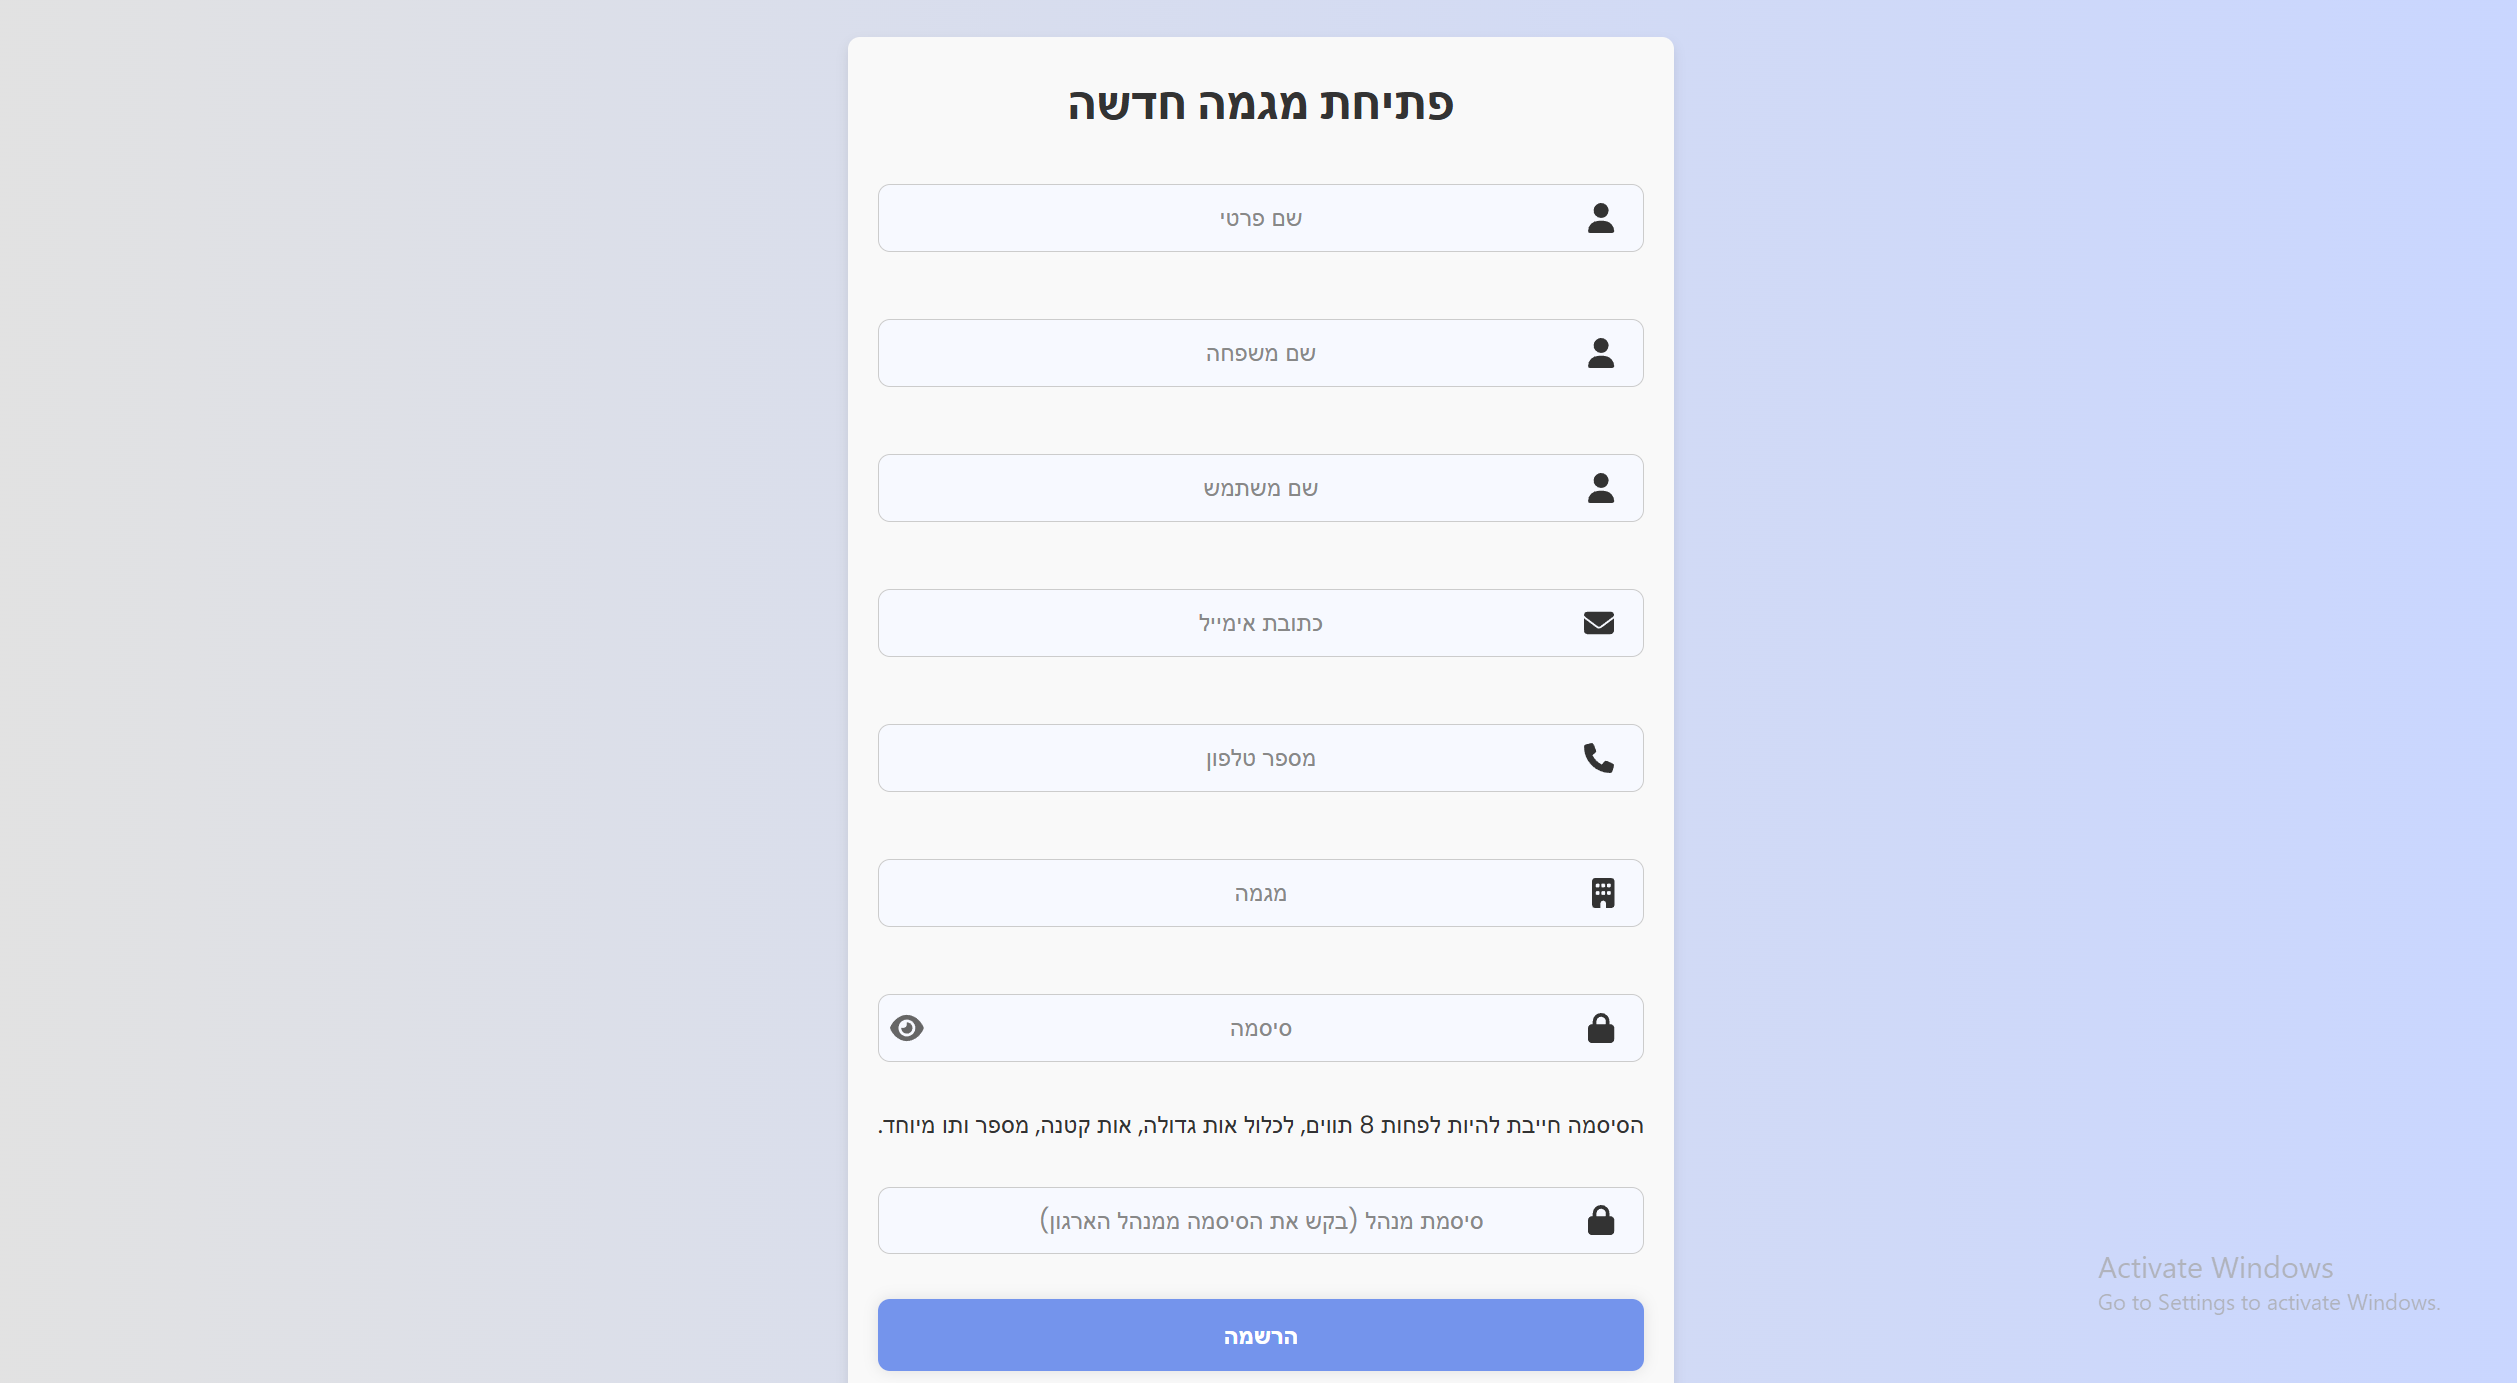 פתיחת מגמה חדשה
שם פרטי
שם משפחה
שם משתמש
כתובת אימייל
מספר טלפון
מגמה
סיסמה
הסיסמה חייבת להיות לפחות 8 תווים, לכלול אות גדולה, אות קטנה, מספר ותו מיוחד.
סיסמת מנהל (בקש את הסיסמה ממנהל הארגון)
הרשמה
Activate Windows
Go to Settings to activate Windows.